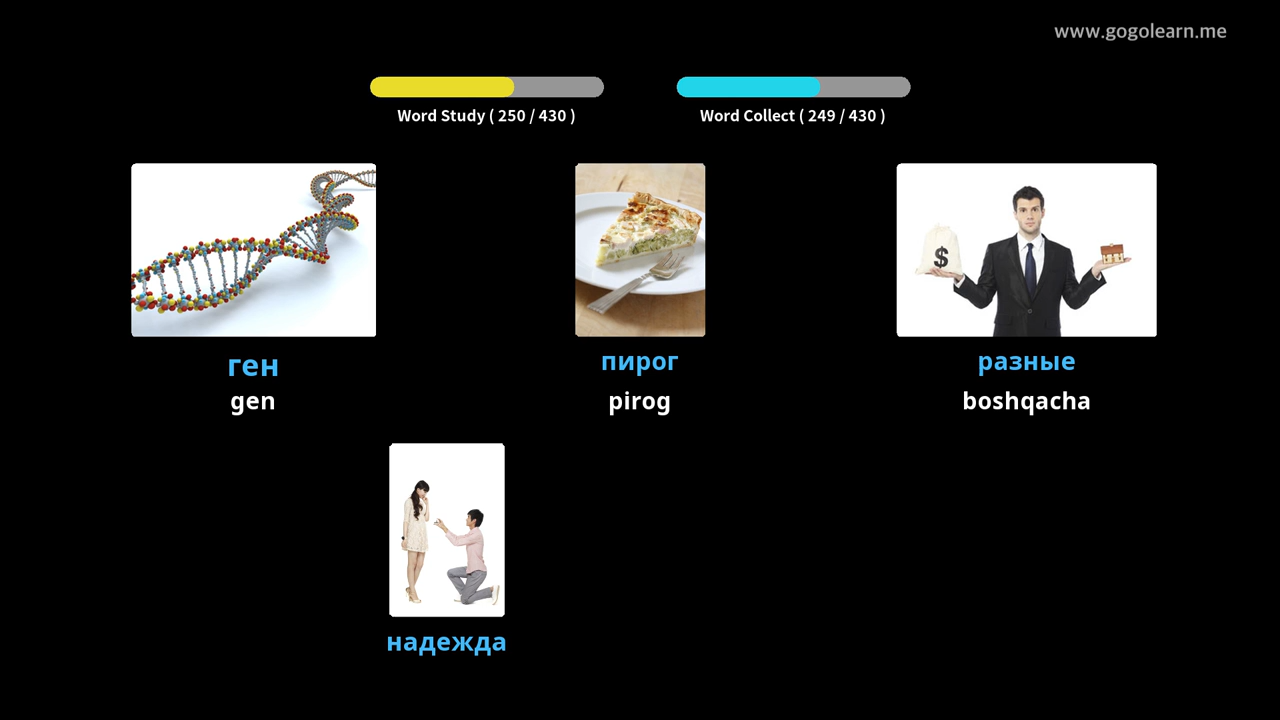 www.gogolearn.me
Word Study ( 250 / 430 )
Word Collect ( 249 / 430 )
$
ген
пирог
разные
gen
pirog
boshqacha
надежда